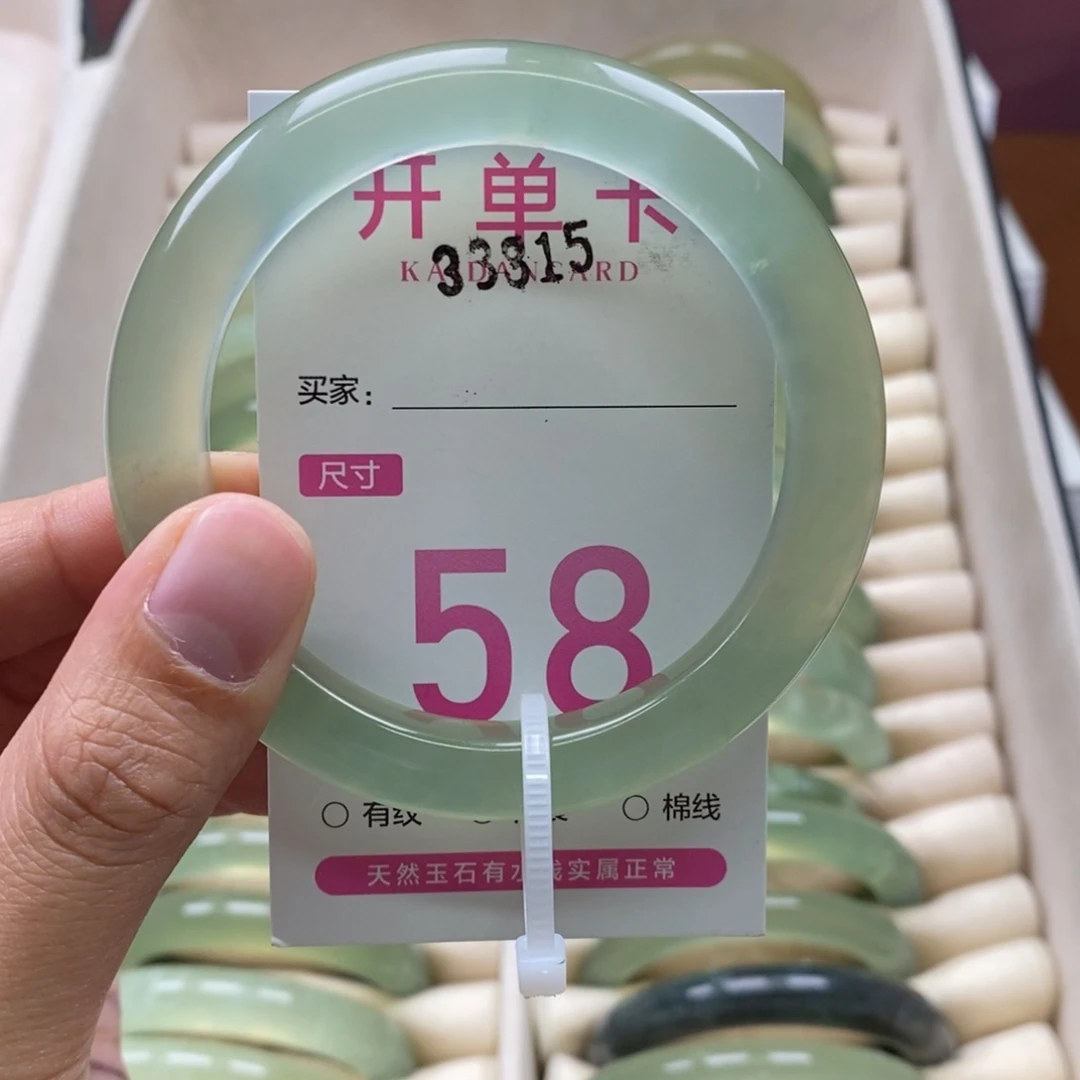 开单卡
33815
KAIDANCARD
买家：
尺寸
58
有纹 棉线
天然玉石有水线实属正常